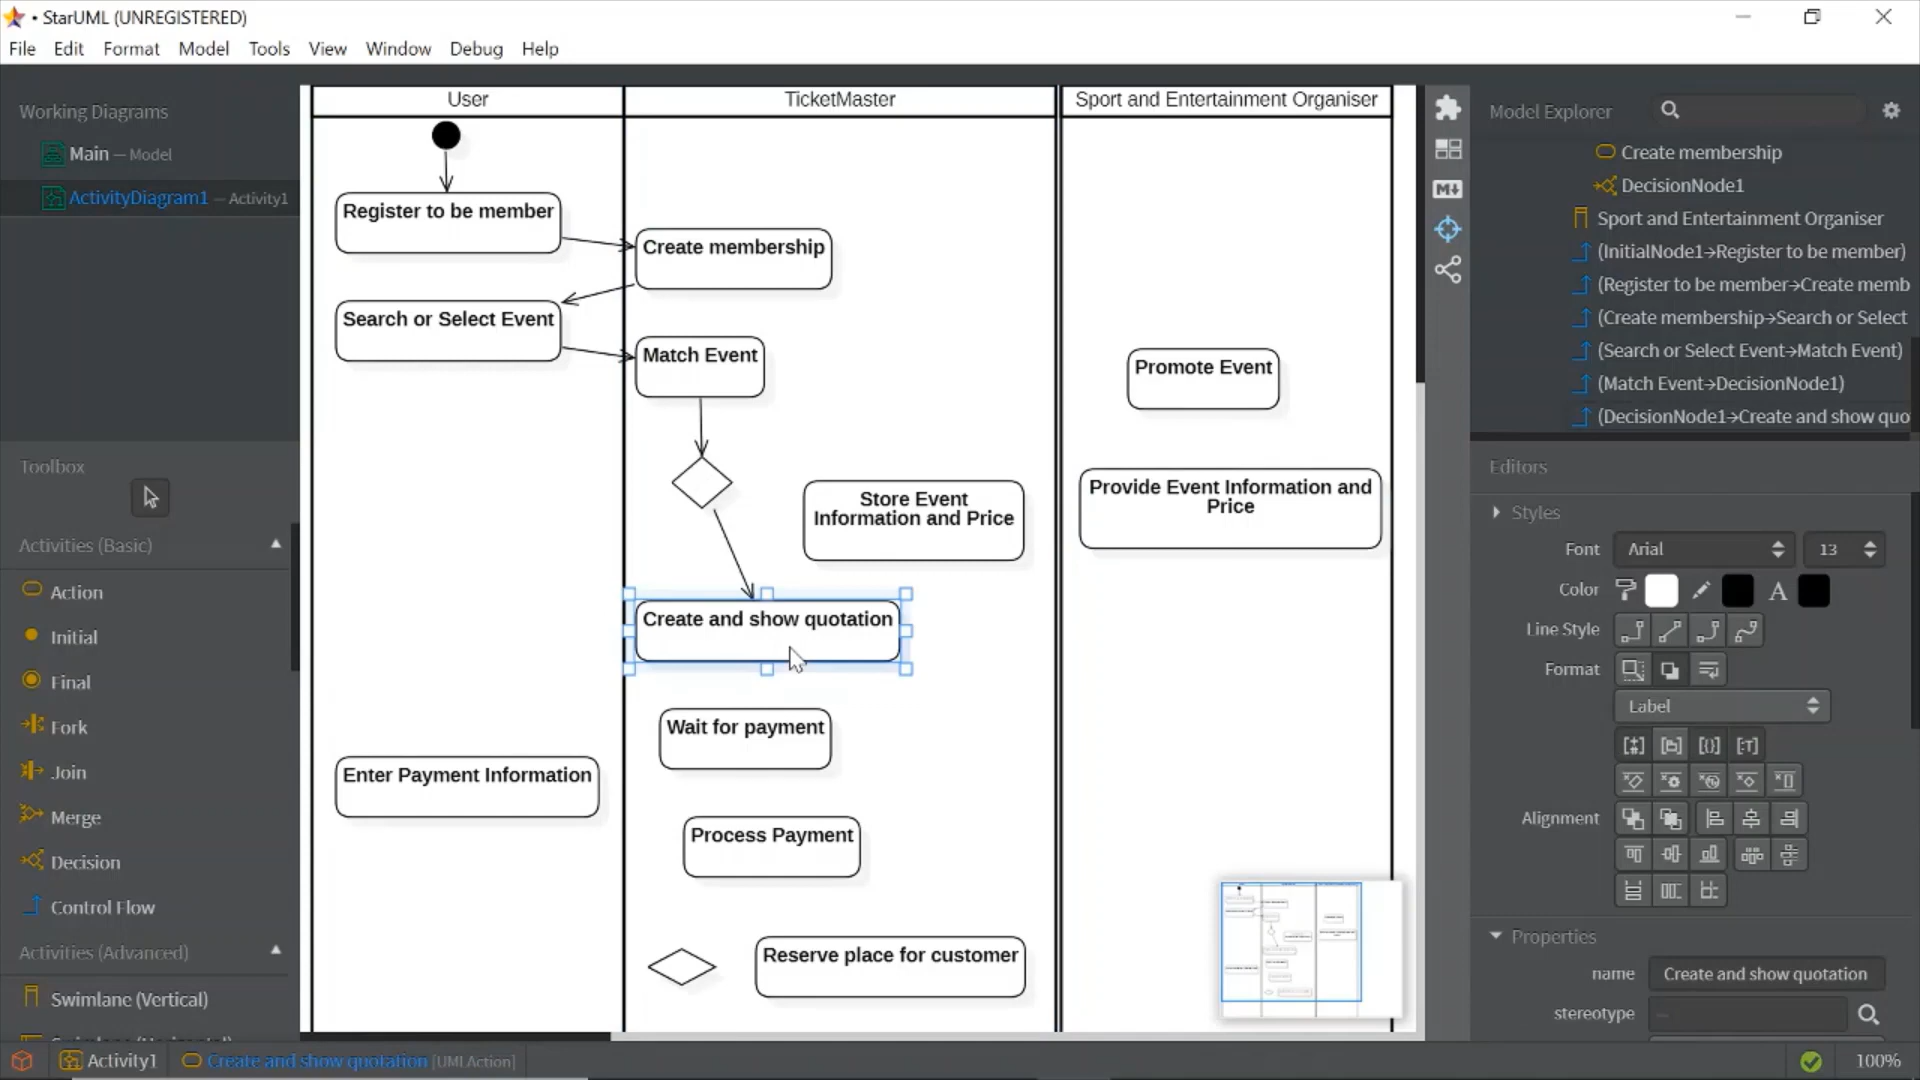 • StarUML (UNREGISTERED)
File Edit Format Model Tools View Window Debug Help
Working Diagrams
Main — Model
ActivityDiagram1 — Activity1
Toolbox
Activities (Basic)
Action
Initial
Final
Fork
Join
Merge
Decision
Control Flow
Activities (Advanced)
Swimlane (Vertical)
User
TicketMaster
Sport and Entertainment Organiser
Register to be member
Create membership
Search or Select Event
Match Event
Promote Event
Store Event
Information and Price
Provide Event Information and
Price
Create and show quotation
Wait for payment
Enter Payment Information
Process Payment
Reserve place for customer
Model Explorer
Create membership
DecisionNode1
Sport and Entertainment Organiser
(InitialNode1→Register to be member)
(Register to be member→Create memb
(Create membership→Search or Select
(Search or Select Event→Match Event)
(Match Event→DecisionNode1)
(DecisionNode1→Create and show quo
Editors
Styles
Font Arial 13
Color A
Line Style
Format
Label
Alignment
Properties
name Create and show quotation
stereotype —
Activity1 Create and show quotation [UMLAction]
100%